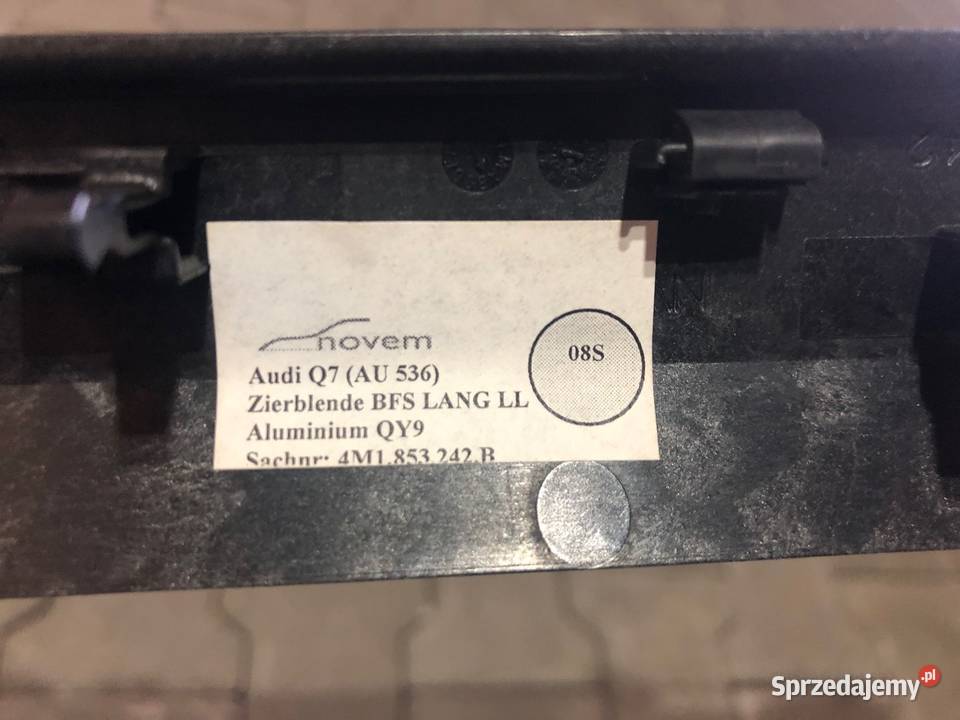 novem
08S
Audi Q7 (AU 536)
Zierblende BFS LANG LL
Aluminium QY9
Sachnr: 4M1.853.242.B
Sprzedajemy.pl